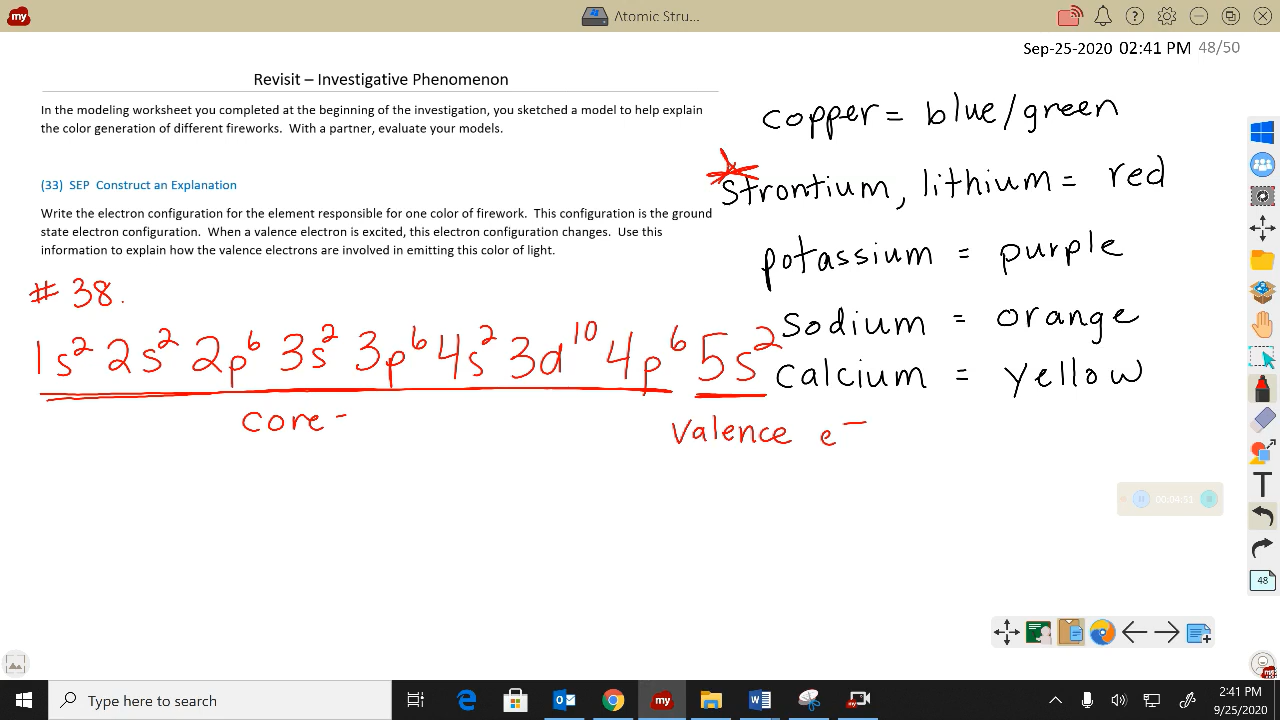 my
Atomic Stru...
Sep-25-2020 02:41 PM 48/50
Revisit – Investigative Phenomenon
In the modeling worksheet you completed at the beginning of the investigation, you sketched a model to help explain
the color generation of different fireworks. With a partner, evaluate your models.
(33) SEP Construct an Explanation
Write the electron configuration for the element responsible for one color of firework. This configuration is the ground
state electron configuration. When a valence electron is excited, this electron configuration changes. Use this
information to explain how the valence electrons are involved in emitting this color of light.
copper = blue/green
strontium, lithium = red
potassium = purple
sodium = orange
calcium = yellow
# 38.
1s² 2s² 2p⁶ 3s² 3p⁶ 4s² 3d¹⁰ 4p⁶ 5s²
core -
valence e⁻
00:04:51
T
48
Type here to search
my
2:41 PM
9/25/2020